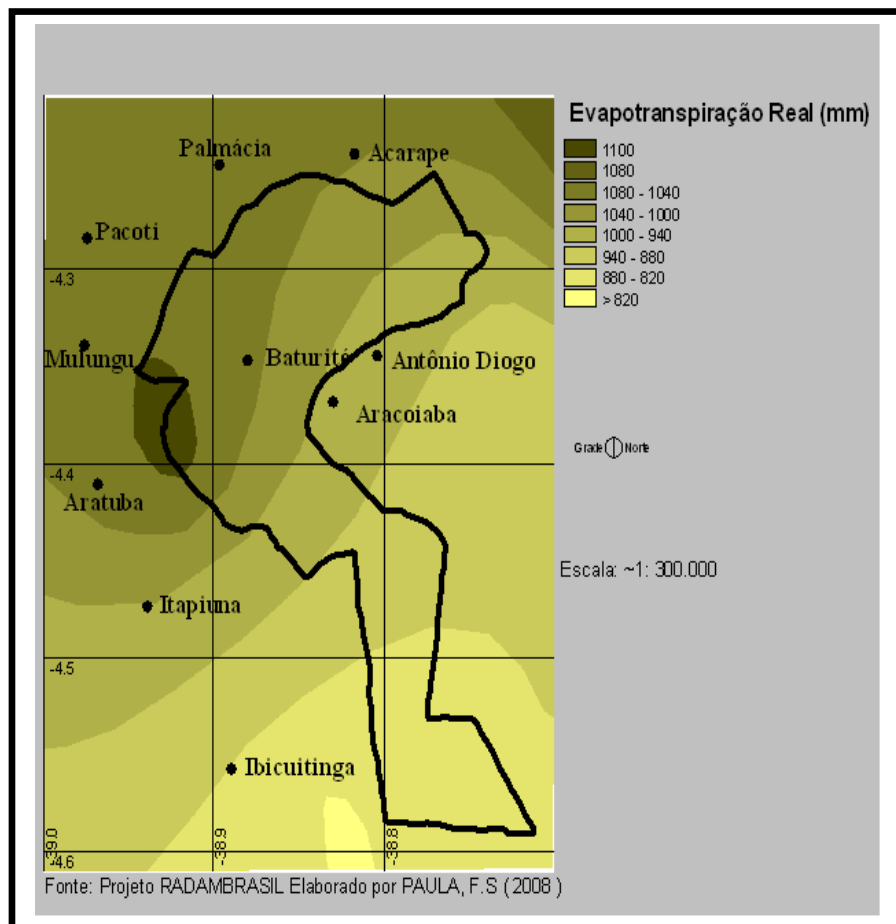 Evapotranspiração Real (mm)
1100
1080
1080 - 1040
1040 - 1000
1000 - 940
940 - 880
880 - 820
> 820
Palmácia
Acarape
Pacoti
-4.3
Mulungu
Baturité
Antônio Diogo
Aracoiaba
Grade Norte
-4.4
Aratuba
Escala: ~1: 300.000
Itapiuna
-4.5
Ibicuitinga
-39.0
-38.9
-38.8
-4.6
Fonte: Projeto RADAMBRASIL Elaborado por PAULA, F.S ( 2008 )